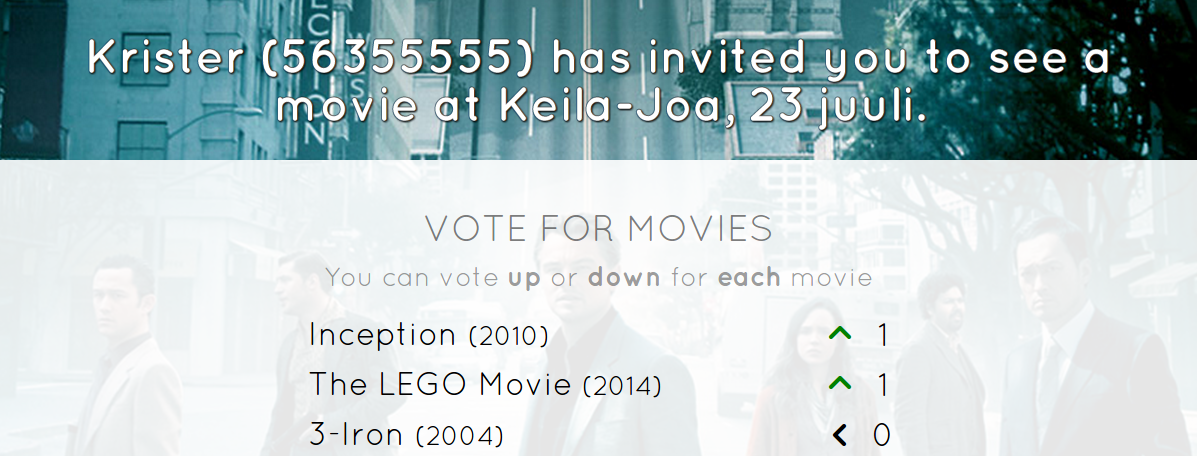 Krister (56355555) has invited you to see a
movie at Keila-Joa, 23 juuli.
VOTE FOR MOVIES
You can vote up or down for each movie
Inception (2010) 1
The LEGO Movie (2014) 1
3-Iron (2004) 0